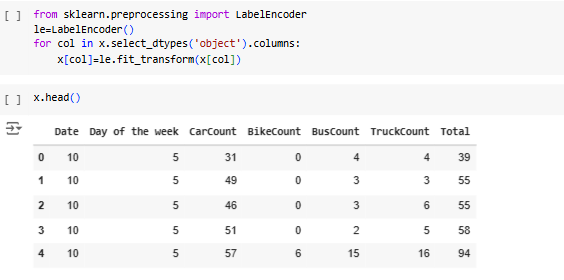 [ ] from sklearn.preprocessing import LabelEncoder
le=LabelEncoder()
for col in x.select_dtypes('object').columns:
    x[col]=le.fit_transform(x[col])
[ ] x.head()
Date Day of the week CarCount BikeCount BusCount TruckCount Total
0 10 5 31 0 4 4 39
1 10 5 49 0 3 3 55
2 10 5 46 0 3 6 55
3 10 5 51 0 2 5 58
4 10 5 57 6 15 16 94